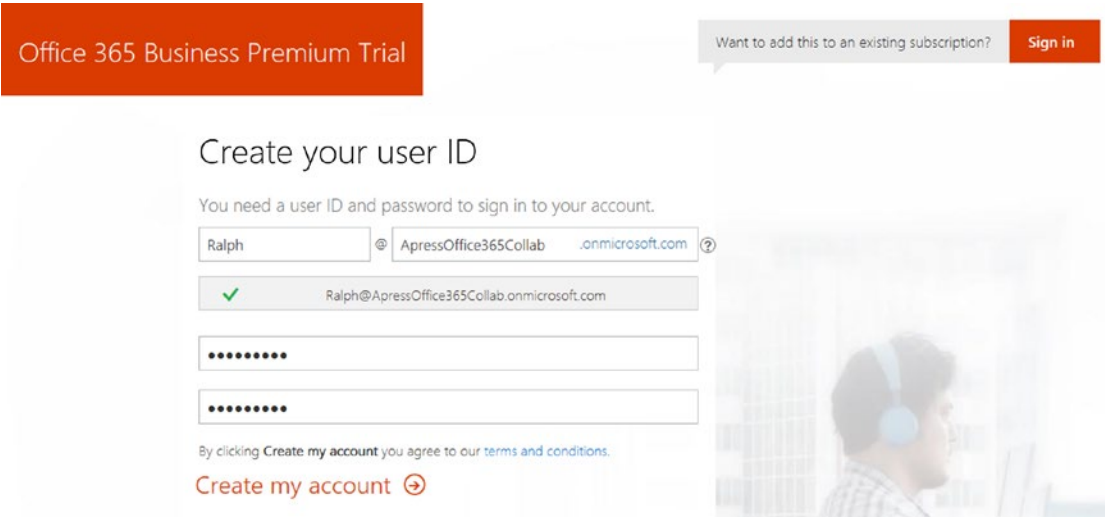 Office 365 Business Premium Trial
Want to add this to an existing subscription?
Sign in
Create your user ID
You need a user ID and password to sign in to your account.
Ralph @ ApressOffice365Collab .onmicrosoft.com ?
Ralph@ApressOffice365Collab.onmicrosoft.com
•••••••••
•••••••••
By clicking Create my account you agree to our terms and conditions.
Create my account